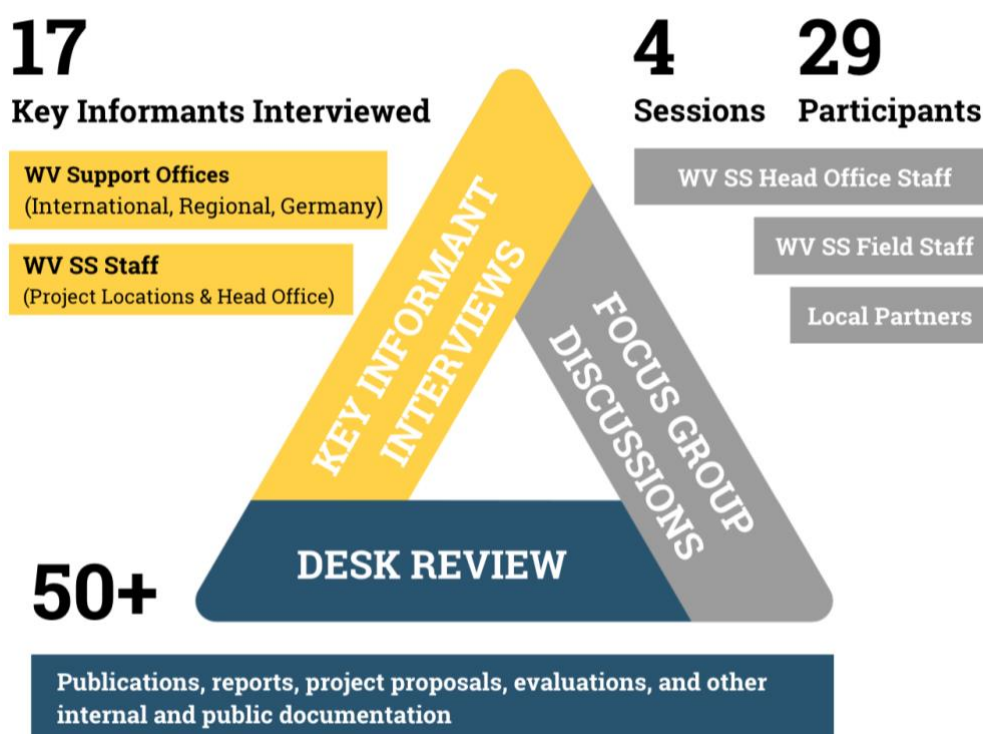 17
Key Informants Interviewed
WV Support Offices
(International, Regional, Germany)
WV SS Staff
(Project Locations & Head Office)
4
Sessions
29
Participants
WV SS Head Office Staff
WV SS Field Staff
Local Partners
KEY INFORMANT
INTERVIEWS
FOCUS GROUP
DISCUSSIONS
DESK REVIEW
50+
Publications, reports, project proposals, evaluations, and other
internal and public documentation